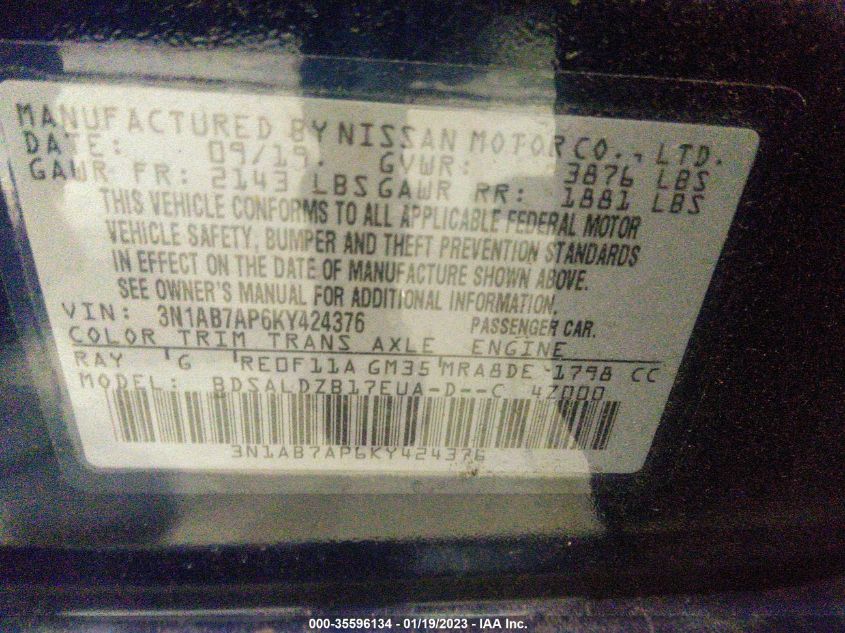 MANUFACTURED BY NISSAN MOTOR CO., LTD.
DATE: 09/19. GVWR: 3876 LBS
GAWR FR: 2143 LBS GAWR RR: 1881 LBS
THIS VEHICLE CONFORMS TO ALL APPLICABLE FEDERAL MOTOR
VEHICLE SAFETY, BUMPER AND THEFT PREVENTION STANDARDS
IN EFFECT ON THE DATE OF MANUFACTURE SHOWN ABOVE.
SEE OWNER'S MANUAL FOR ADDITIONAL INFORMATION.
VIN: 3N1AB7AP6KY424376 PASSENGER CAR.
COLOR TRIM TRANS AXLE ENGINE
RAY G RE0F11A GM35 MRA8DE 1798 CC
MODEL: BDSALDZB17EUA-D--C 4Z000
3N1AB7AP6KY424376
000-35596134 - 01/19/2023 - IAA Inc.